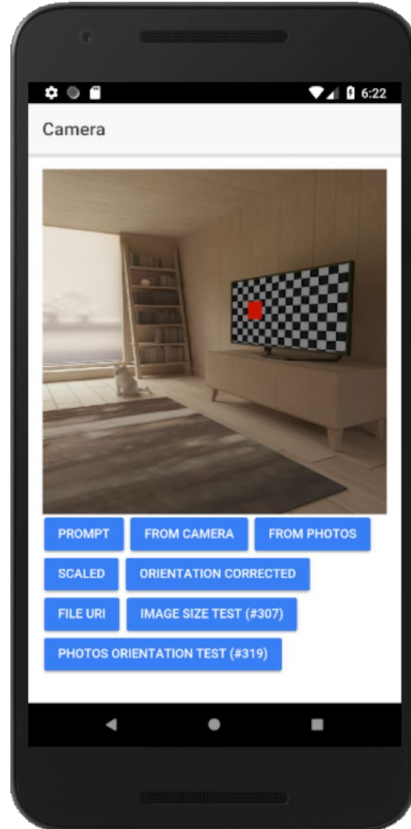 6:22
Camera
PROMPT FROM CAMERA FROM PHOTOS
SCALED ORIENTATION CORRECTED
FILE URI IMAGE SIZE TEST (#307)
PHOTOS ORIENTATION TEST (#319)